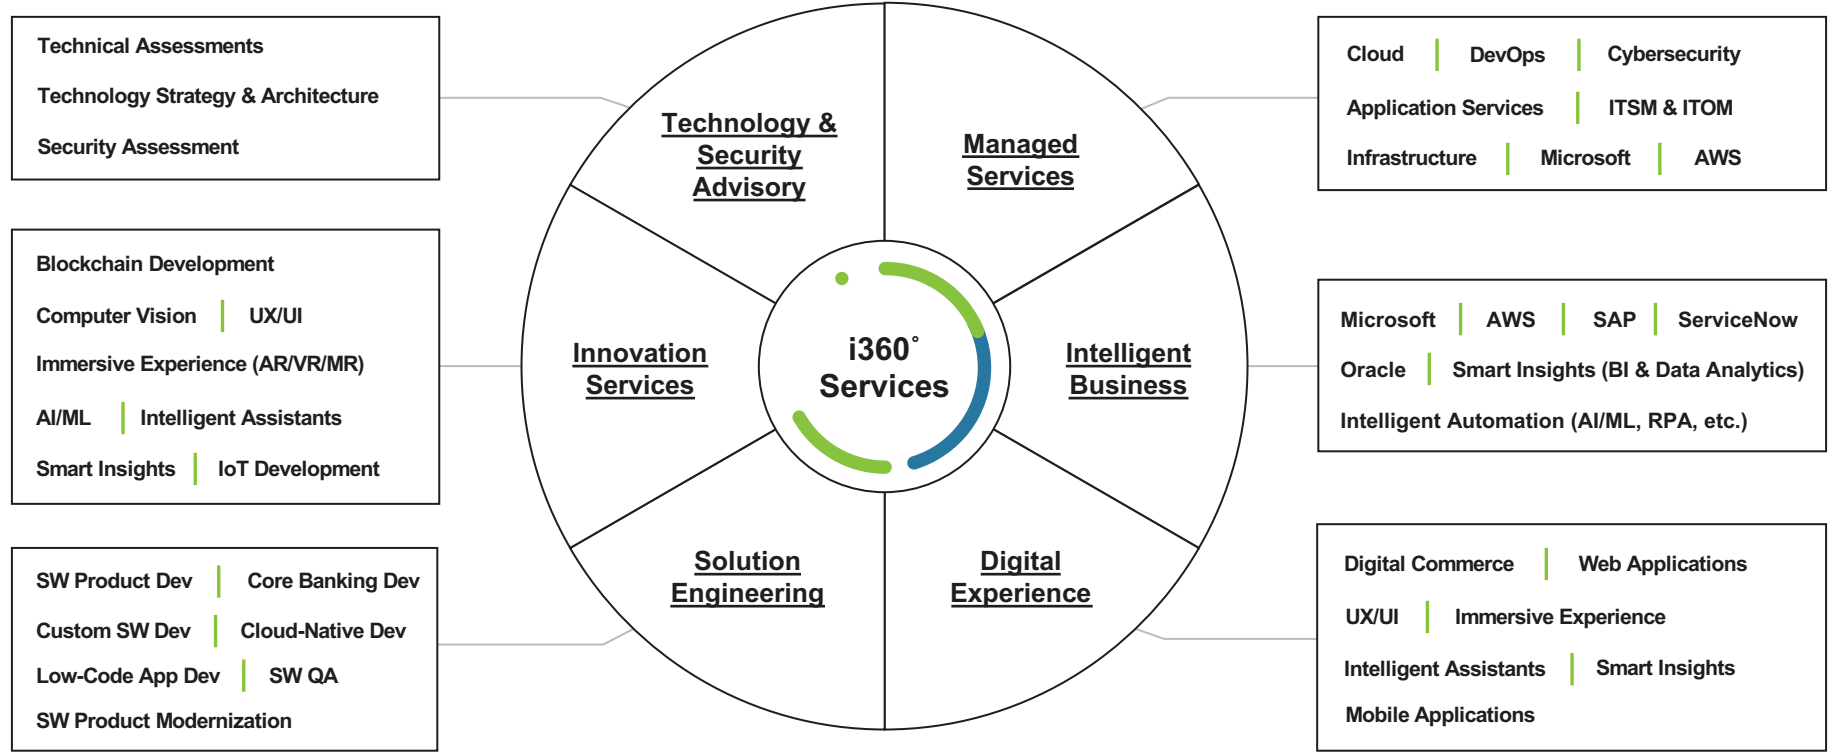 Technical Assessments
Technology Strategy & Architecture
Security Assessment
Blockchain Development
Computer Vision | UX/UI
Immersive Experience (AR/VR/MR)
AI/ML | Intelligent Assistants
Smart Insights | IoT Development
SW Product Dev | Core Banking Dev
Custom SW Dev | Cloud-Native Dev
Low-Code App Dev | SW QA
SW Product Modernization
Technology &
Security
Advisory
Managed
Services
Innovation
Services
i360°
Services
Intelligent
Business
Solution
Engineering
Digital
Experience
Cloud | DevOps | Cybersecurity
Application Services | ITSM & ITOM
Infrastructure | Microsoft | AWS
Microsoft | AWS | SAP | ServiceNow
Oracle | Smart Insights (BI & Data Analytics)
Intelligent Automation (AI/ML, RPA, etc.)
Digital Commerce | Web Applications
UX/UI | Immersive Experience
Intelligent Assistants | Smart Insights
Mobile Applications